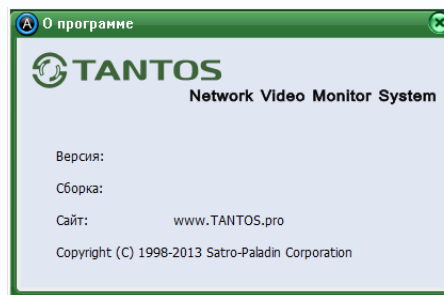 О программе
TANTOS
Network Video Monitor System
Версия:
Сборка:
Сайт: www.TANTOS.pro
Copyright (C) 1998-2013 Satro-Paladin Corporation